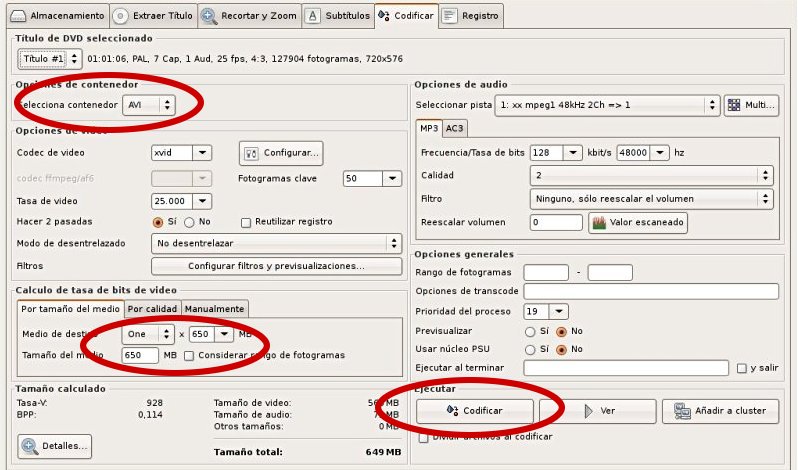 Almacenamiento Extraer Título Recortar y Zoom Subtítulos Codificar Registro
Título de DVD seleccionado
Título #1 01:01:06, PAL, 7 Cap, 1 Aud, 25 fps, 4:3, 127904 fotogramas, 720x576
Opciones de contenedor
Selecciona contenedor AVI
Opciones de video
Codec de video xvid Configurar...
codec ffmpeg/af6 Fotogramas clave 50
Tasa de video 25.000
Hacer 2 pasadas Sí No Reutilizar registro
Modo de desentrelazado No desentrelazar
Filtros Configurar filtros y previsualizaciones...
Calculo de tasa de bits de video
Por tamaño del medio Por calidad Manualmente
Medio de destino One x 650 MB
Tamaño del medio 650 MB Considerar rango de fotogramas
Tamaño calculado
Tasa-V: 928 Tamaño de video: MB
BPP: 0,114 Tamaño de audio: MB
Otros tamaños: 0 MB
Detalles...
Tamaño total: 649 MB
Opciones de audio
Seleccionar pista 1: xx mpeg1 48kHz 2Ch => 1 Multi...
MP3 AC3
Frecuencia/Tasa de bits 128 kbit/s 48000 hz
Calidad 2
Filtro Ninguno, sólo reescalar el volumen
Reescalar volumen 0 Valor escaneado
Opciones generales
Rango de fotogramas -
Opciones de transcode
Prioridad del proceso 19
Previsualizar Sí No
Usar núcleo PSU Sí No
Ejecutar al terminar y salir
Ejecutar
Codificar Ver Añadir a cluster
Dividir archivos al codificar